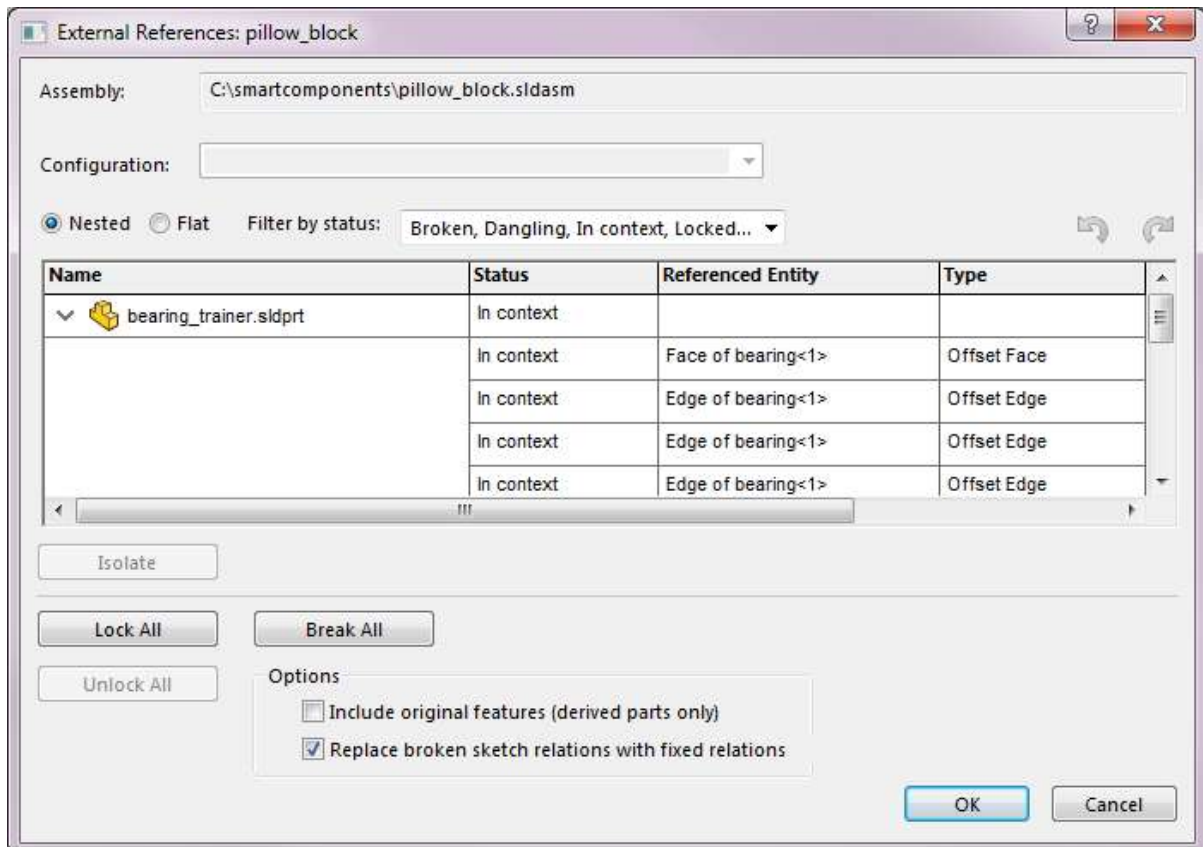 External References: pillow_block
Assembly: C:\smartcomponents\pillow_block.sldasm
Configuration:
Nested Flat Filter by status: Broken, Dangling, In context, Locked...
Name Status Referenced Entity Type
bearing_trainer.sldprt In context
In context Face of bearing<1> Offset Face
In context Edge of bearing<1> Offset Edge
In context Edge of bearing<1> Offset Edge
In context Edge of bearing<1> Offset Edge
Isolate
Lock All Break All
Unlock All
Options
Include original features (derived parts only)
Replace broken sketch relations with fixed relations
OK Cancel